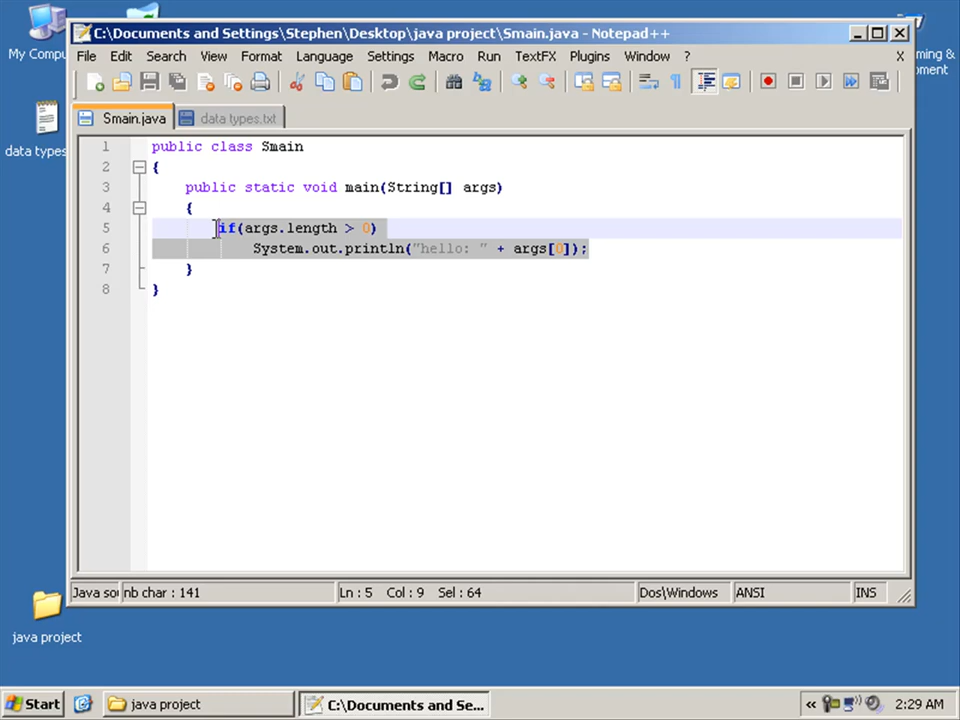 My Compu
C:\Documents and Settings\Stephen\Desktop\java project\Smain.java - Notepad++
File Edit Search View Format Language Settings Macro Run TextFX Plugins Window ? X
ming &
oment
Smain.java data types.txt
data types
1 public class Smain
2 {
3 public static void main(String[] args)
4 {
5 if(args.length > 0)
6 System.out.println("hello: " + args[0]);
7 }
8 }
Java so nb char : 141 Ln : 5 Col : 9 Sel : 64 Dos\Windows ANSI INS
java project
Start java project C:\Documents and Se... « 2:29 AM